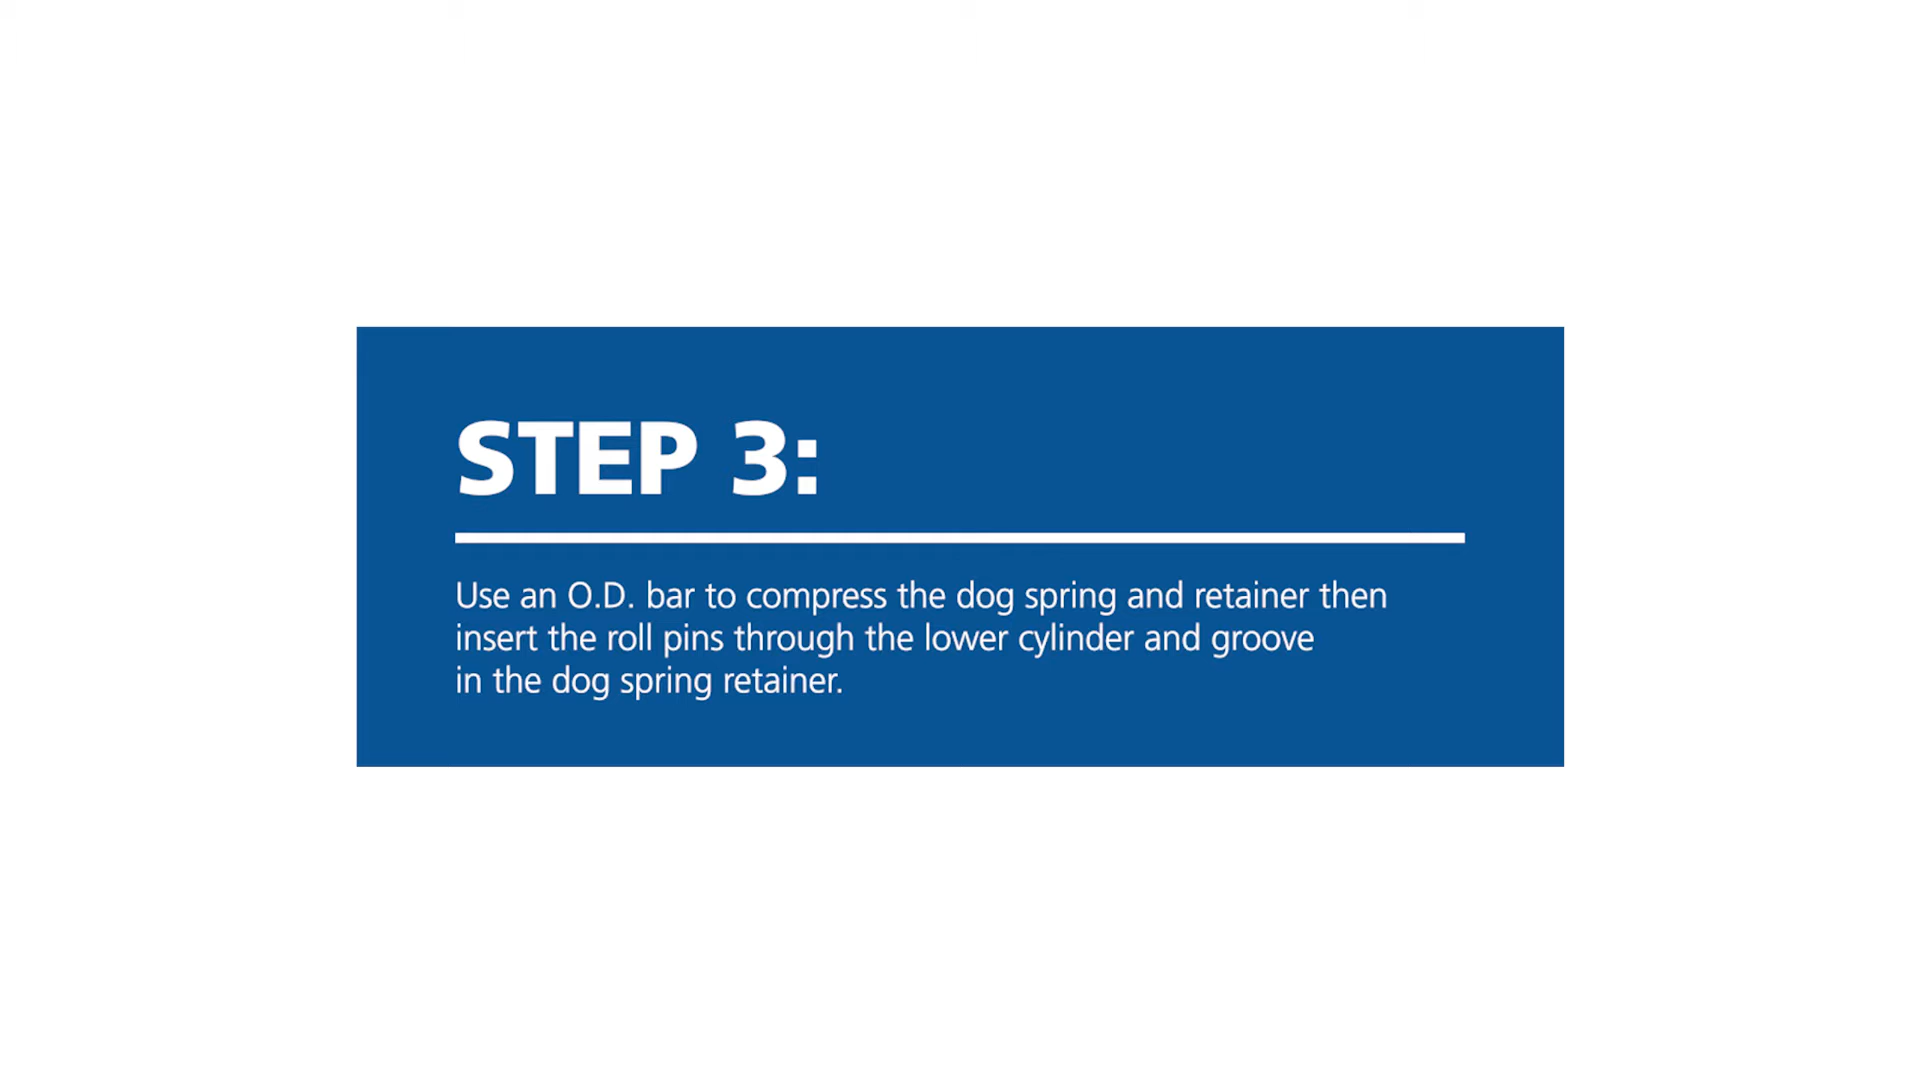 STEP 3:
Use an O.D. bar to compress the dog spring and retainer then
insert the roll pins through the lower cylinder and groove
in the dog spring retainer.